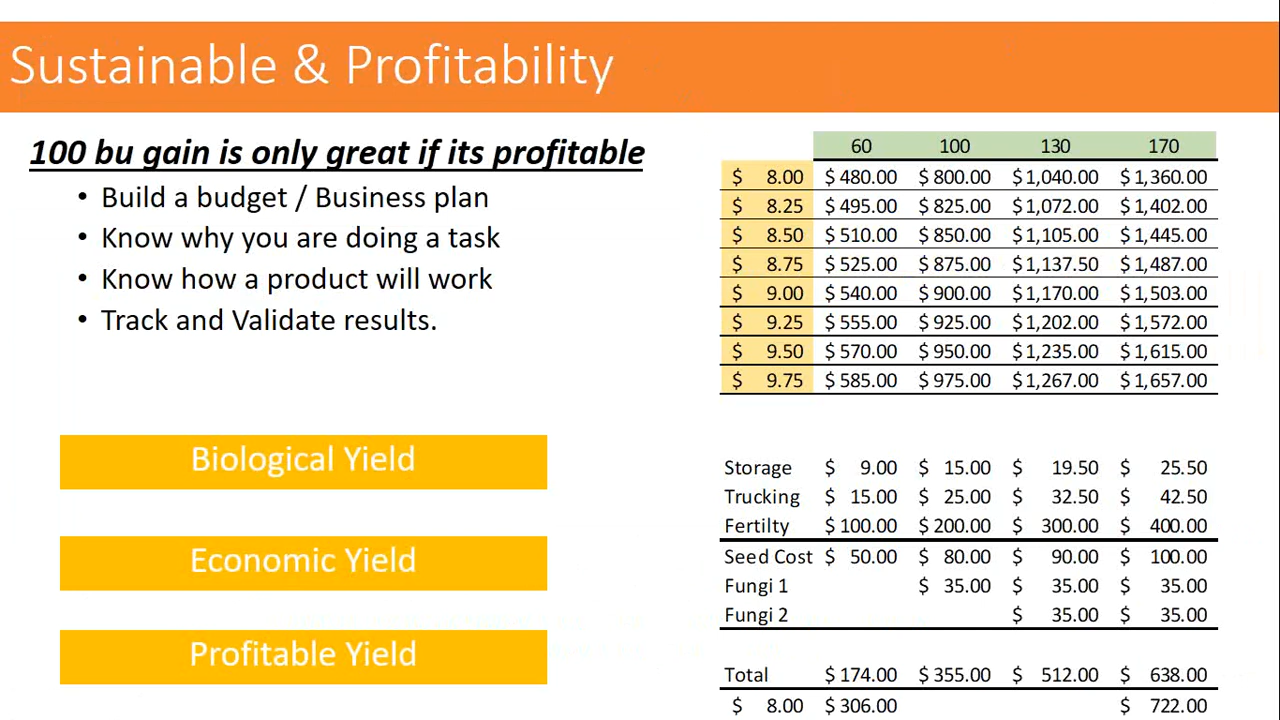 Sustainable & Profitability
100 bu gain is only great if its profitable
• Build a budget / Business plan
• Know why you are doing a task
• Know how a product will work
• Track and Validate results.
Biological Yield
Economic Yield
Profitable Yield
60 100 130 170
$ 8.00 $ 480.00 $ 800.00 $ 1,040.00 $ 1,360.00
$ 8.25 $ 495.00 $ 825.00 $ 1,072.00 $ 1,402.00
$ 8.50 $ 510.00 $ 850.00 $ 1,105.00 $ 1,445.00
$ 8.75 $ 525.00 $ 875.00 $ 1,137.50 $ 1,487.00
$ 9.00 $ 540.00 $ 900.00 $ 1,170.00 $ 1,503.00
$ 9.25 $ 555.00 $ 925.00 $ 1,202.00 $ 1,572.00
$ 9.50 $ 570.00 $ 950.00 $ 1,235.00 $ 1,615.00
$ 9.75 $ 585.00 $ 975.00 $ 1,267.00 $ 1,657.00
Storage $ 9.00 $ 15.00 $ 19.50 $ 25.50
Trucking $ 15.00 $ 25.00 $ 32.50 $ 42.50
Fertilty $ 100.00 $ 200.00 $ 300.00 $ 400.00
Seed Cost $ 50.00 $ 80.00 $ 90.00 $ 100.00
Fungi 1 $ 35.00 $ 35.00 $ 35.00
Fungi 2 $ 35.00 $ 35.00
Total $ 174.00 $ 355.00 $ 512.00 $ 638.00
$ 8.00 $ 306.00 $ 722.00